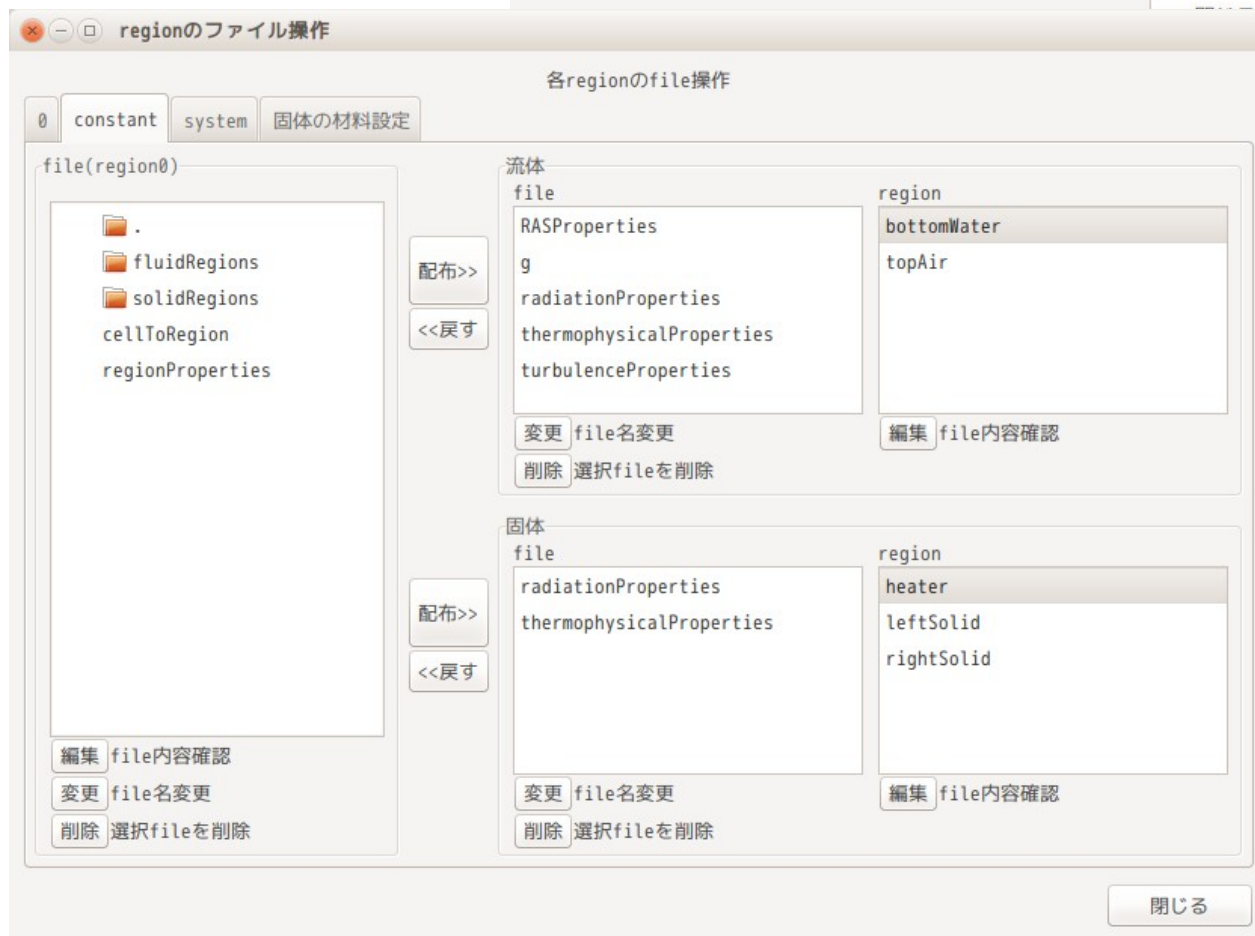 regionのファイル操作
各regionのfile操作
0 constant system 固体の材料設定
file(region0)
.
fluidRegions
solidRegions
cellToRegion
regionProperties
編集 file内容確認
変更 file名変更
削除 選択fileを削除
配布>>
<<戻す
配布>>
<<戻す
流体
file
RASProperties
g
radiationProperties
thermophysicalProperties
turbulenceProperties
変更 file名変更
削除 選択fileを削除
region
bottomWater
topAir
編集 file内容確認
固体
file
radiationProperties
thermophysicalProperties
変更 file名変更
削除 選択fileを削除
region
heater
leftSolid
rightSolid
編集 file内容確認
閉じる